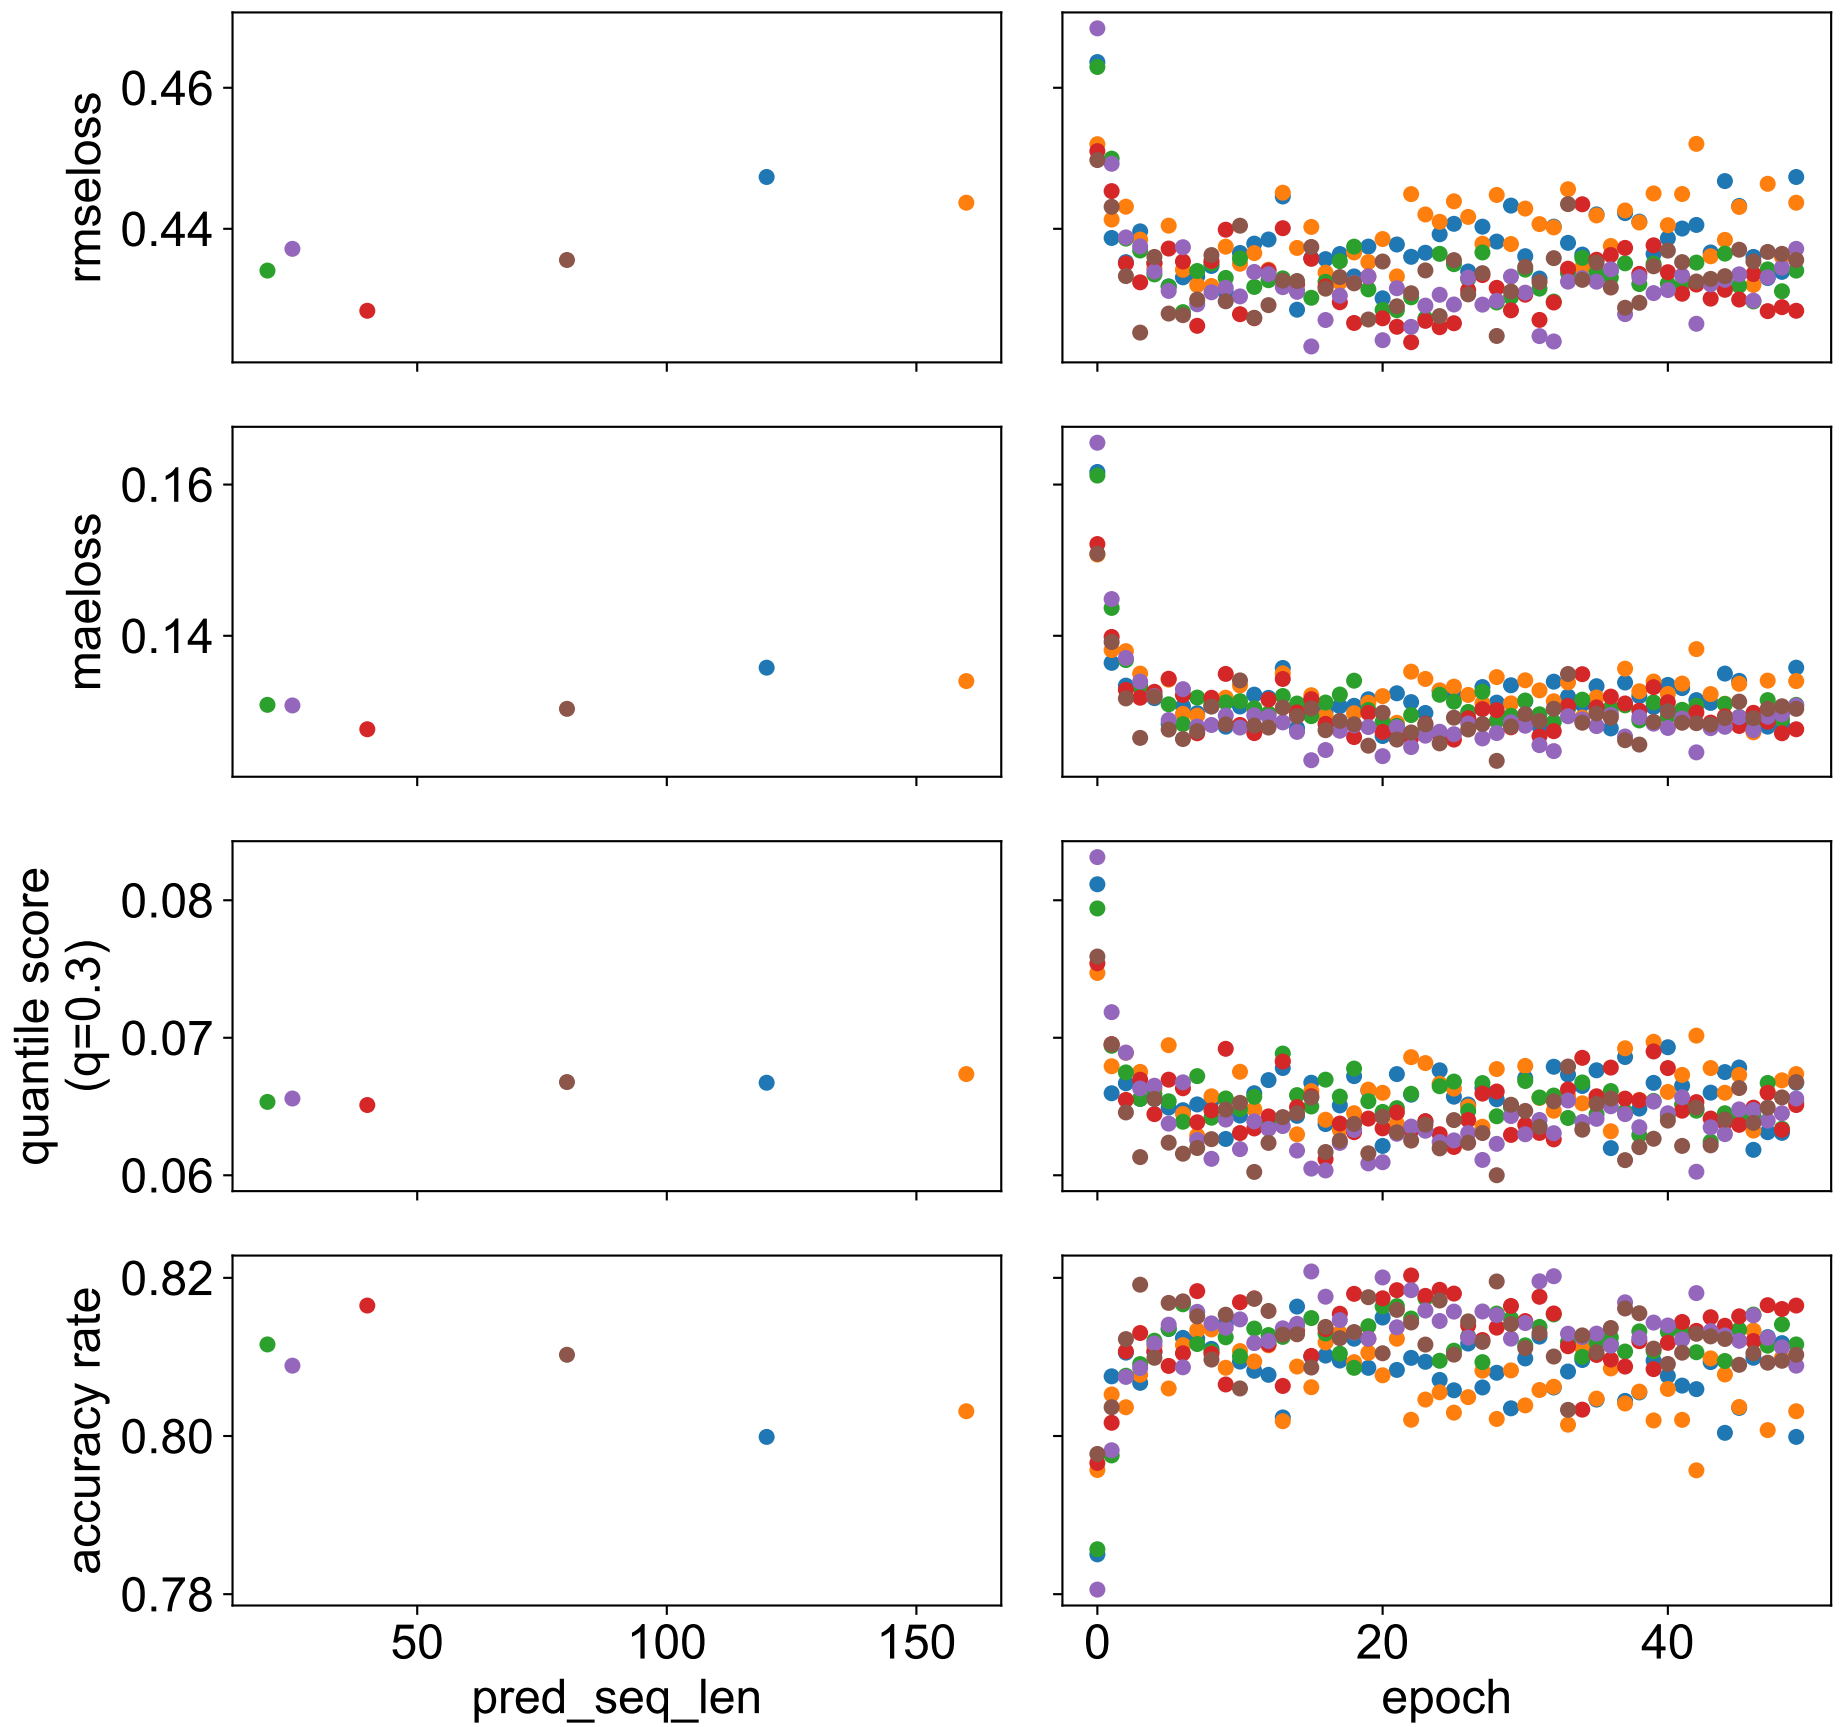 rmseloss
0.46
0.44
maeloss
0.16
0.14
quantile score
(q=0.3)
0.08
0.07
0.06
accuracy rate
0.82
0.80
0.78
50
100
150
pred_seq_len
0
20
40
epoch